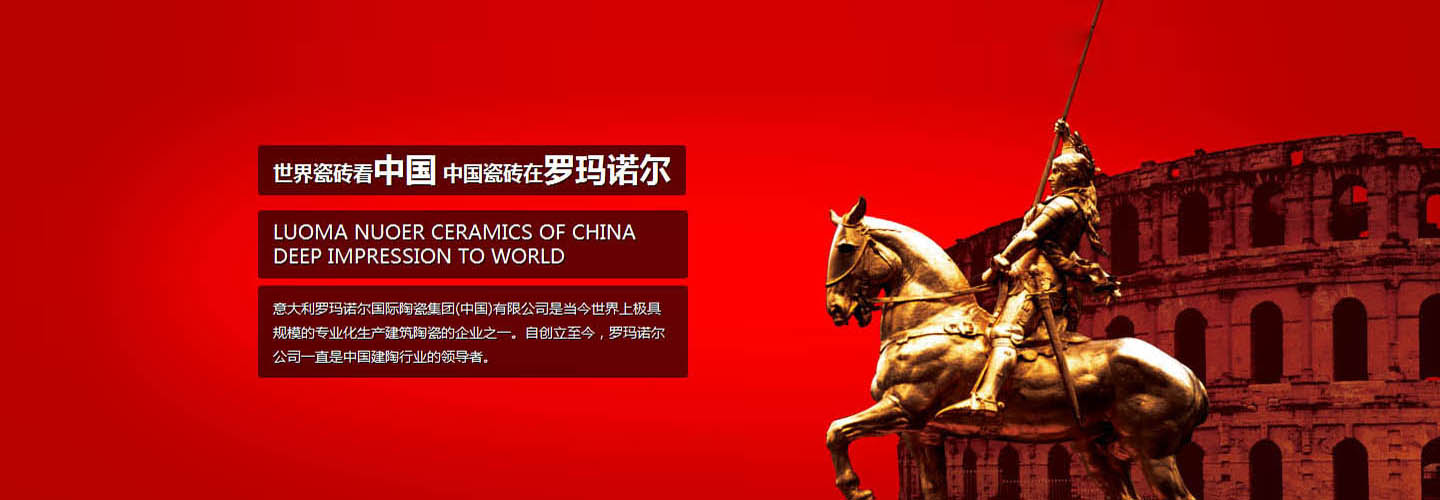 世界瓷砖看中国 中国瓷砖在罗玛诺尔
LUOMA NUOER CERAMICS OF CHINA
DEEP IMPRESSION TO WORLD
意大利罗玛诺尔国际陶瓷集团(中国)有限公司是当今世界上极具
规模的专业化生产建筑陶瓷的企业之一。自创立至今，罗玛诺尔
公司一直是中国建陶行业的领导者。